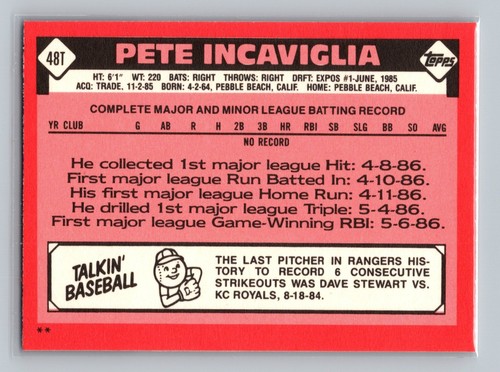 48T
PETE INCAVIGLIA
topps
HT: 6'1" WT: 220 BATS: RIGHT THROWS: RIGHT DRFT: EXPOS #1-JUNE, 1985
ACQ: TRADE, 11-2-85 BORN: 4-2-64, PEBBLE BEACH, CALIF. HOME: PEBBLE BEACH, CALIF.
COMPLETE MAJOR AND MINOR LEAGUE BATTING RECORD
YR CLUB G AB R H 2B 3B HR RBI SB SLG BB SO AVG
NO RECORD
He collected 1st major league Hit: 4-8-86.
First major league Run Batted In: 4-10-86.
His first major league Home Run: 4-11-86.
He drilled 1st major league Triple: 5-4-86.
First major league Game-Winning RBI: 5-6-86.
TALKIN'
BASEBALL
THE LAST PITCHER IN RANGERS HIS-
TORY TO RECORD 6 CONSECUTIVE
STRIKEOUTS WAS DAVE STEWART VS.
KC ROYALS, 8-18-84.
**